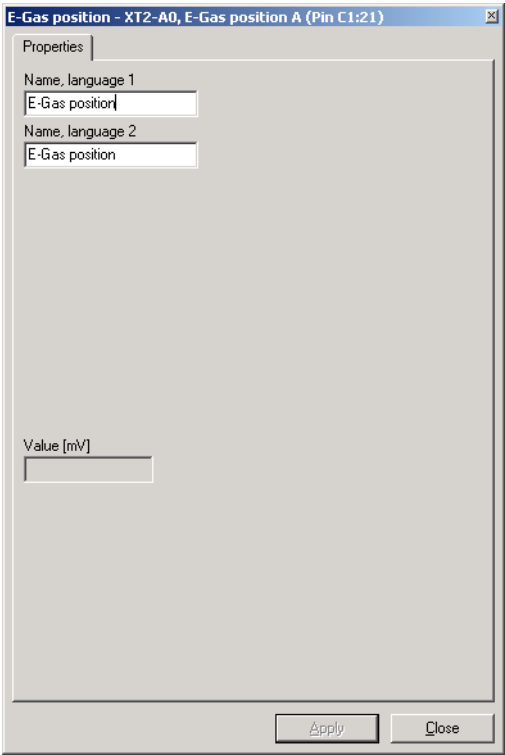 E-Gas position - XT2-A0, E-Gas position A (Pin C1:21)
Properties
Name, language 1
E-Gas position
Name, language 2
E-Gas position
Value [mV]
Apply
Close